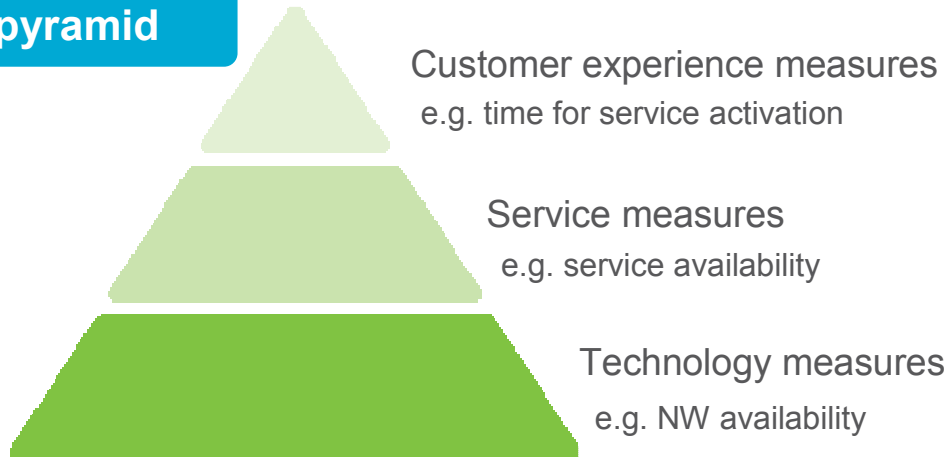 pyramid
Customer experience measures
e.g. time for service activation
Service measures
e.g. service availability
Technology measures
e.g. NW availability